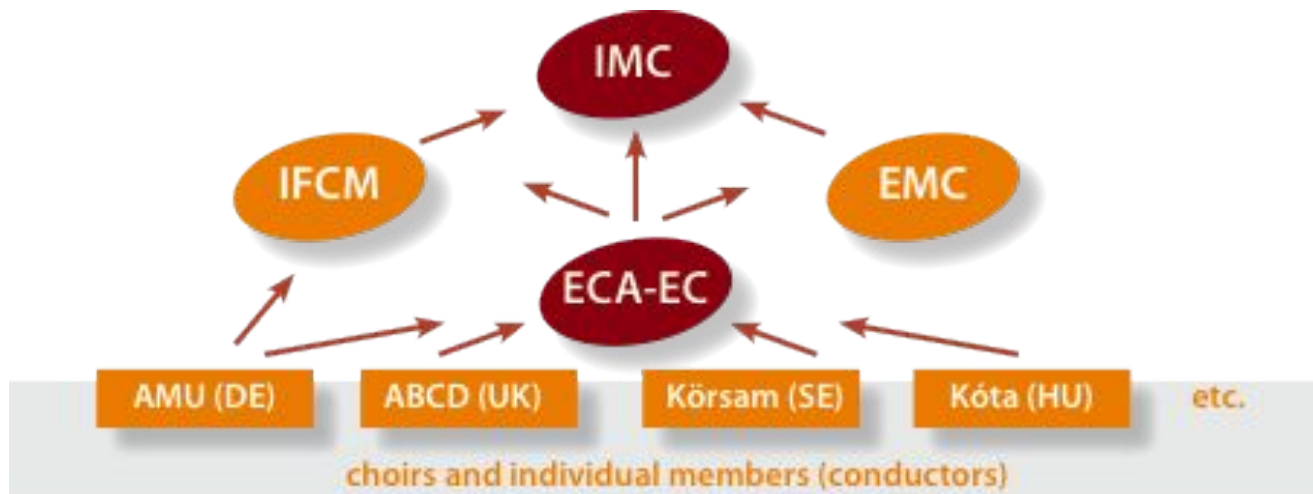 IMC
IFCM
EMC
ECA-EC
AMU (DE)
ABCD (UK)
Körsam (SE)
Kóta (HU)
etc.
choirs and individual members (conductors)